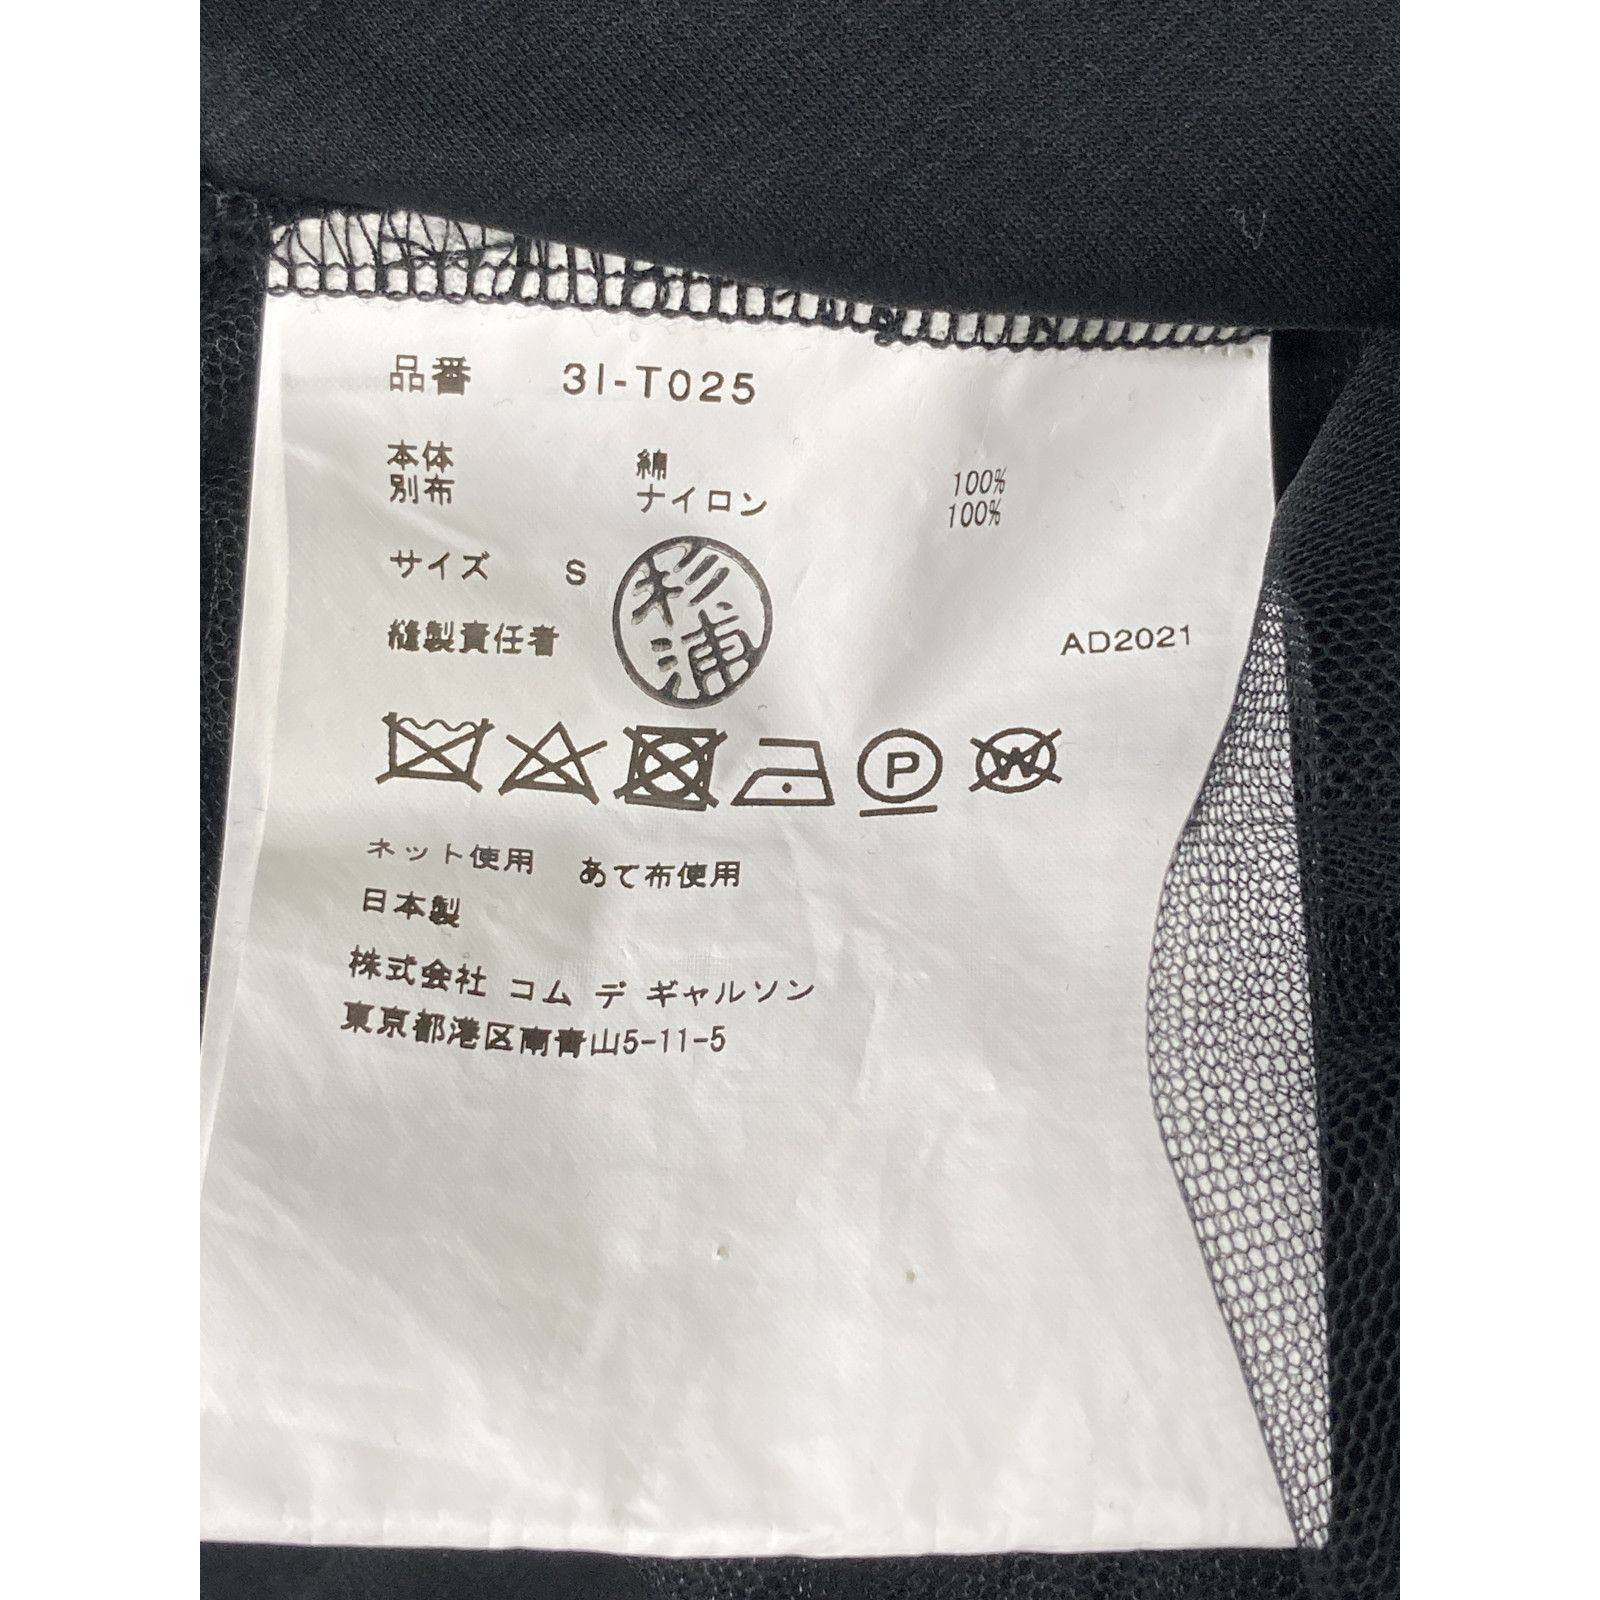 品番 3I-T025
本体 綿 100%
別布 ナイロン 100%
サイズ S
杉浦
縫製責任者
AD2021
P W
ネット使用 あて布使用
日本製
株式会社 コム デ ギャルソン
東京都港区南青山5-11-5